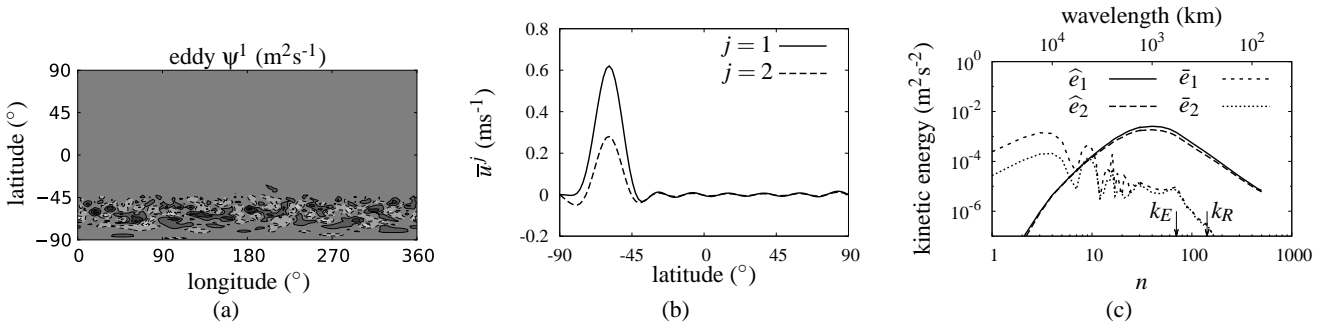 eddy ψ¹ (m²s⁻¹)
90
45
0
−45
−90
latitude (°)
0 90 180 270 360
longitude (°)
(a)
0.8
0.6
0.4
0.2
0
-0.2
ū^j (ms⁻¹)
j = 1
j = 2
-90 -45 0 45 90
latitude (°)
(b)
wavelength (km)
10⁴ 10³ 10²
10⁰
10⁻²
10⁻⁴
10⁻⁶
kinetic energy (m²s⁻²)
ê₁ ē₁
ê₂ ē₂
k_E k_R
1 10 100 1000
n
(c)